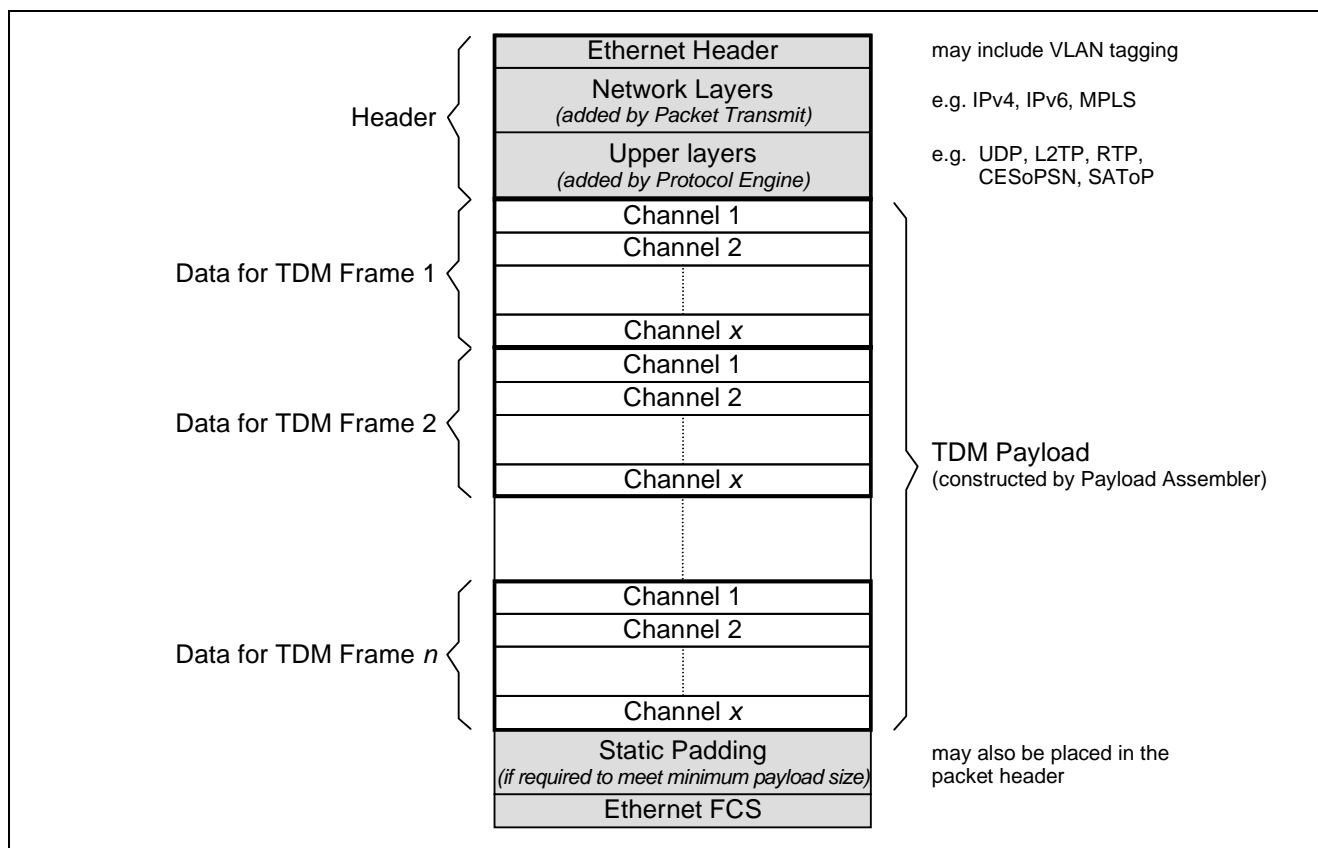 Ethernet Header
may include VLAN tagging
Header
Network Layers
(added by Packet Transmit)
e.g. IPv4, IPv6, MPLS
Upper layers
(added by Protocol Engine)
e.g. UDP, L2TP, RTP,
CESoPSN, SAToP
Data for TDM Frame 1
Channel 1
Channel 2
Channel x
Data for TDM Frame 2
Channel 1
Channel 2
Channel x
TDM Payload
(constructed by Payload Assembler)
Data for TDM Frame n
Channel 1
Channel 2
Channel x
Static Padding
(if required to meet minimum payload size)
may also be placed in the
packet header
Ethernet FCS